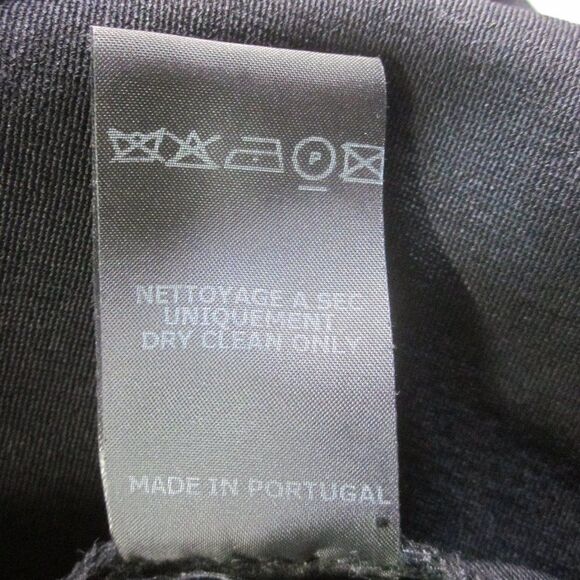 P
NETTOYAGE A SEC
UNIQUEMENT
DRY CLEAN ONLY
MADE IN PORTUGAL